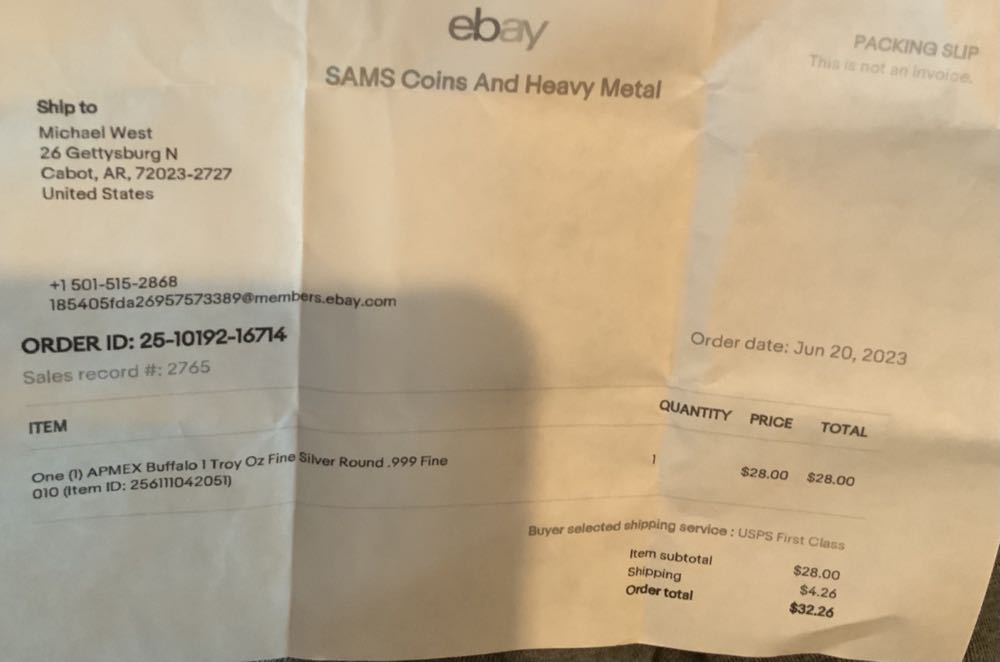 ebay
PACKING SLIP
This is not an invoice.
SAMS Coins And Heavy Metal
Ship to
Michael West
26 Gettysburg N
Cabot, AR, 72023-2727
United States
+1 501-515-2868
185405fda26957573389@members.ebay.com
ORDER ID: 25-10192-16714
Order date: Jun 20, 2023
Sales record #: 2765
ITEM QUANTITY PRICE TOTAL
One (1) APMEX Buffalo 1 Troy Oz Fine Silver Round .999 Fine 1 $28.00 $28.00
010 (Item ID: 256111042051)
Buyer selected shipping service : USPS First Class
Item subtotal $28.00
Shipping $4.26
Order total $32.26